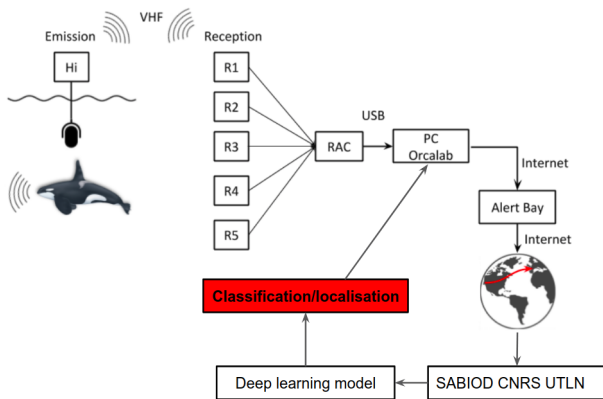 VHF
Emission
Reception
Hi
R1
R2
R3
R4
R5
RAC
USB
PC
Orcalab
Internet
Alert Bay
Internet
Classification/localisation
Deep learning model
SABIOD CNRS UTLN